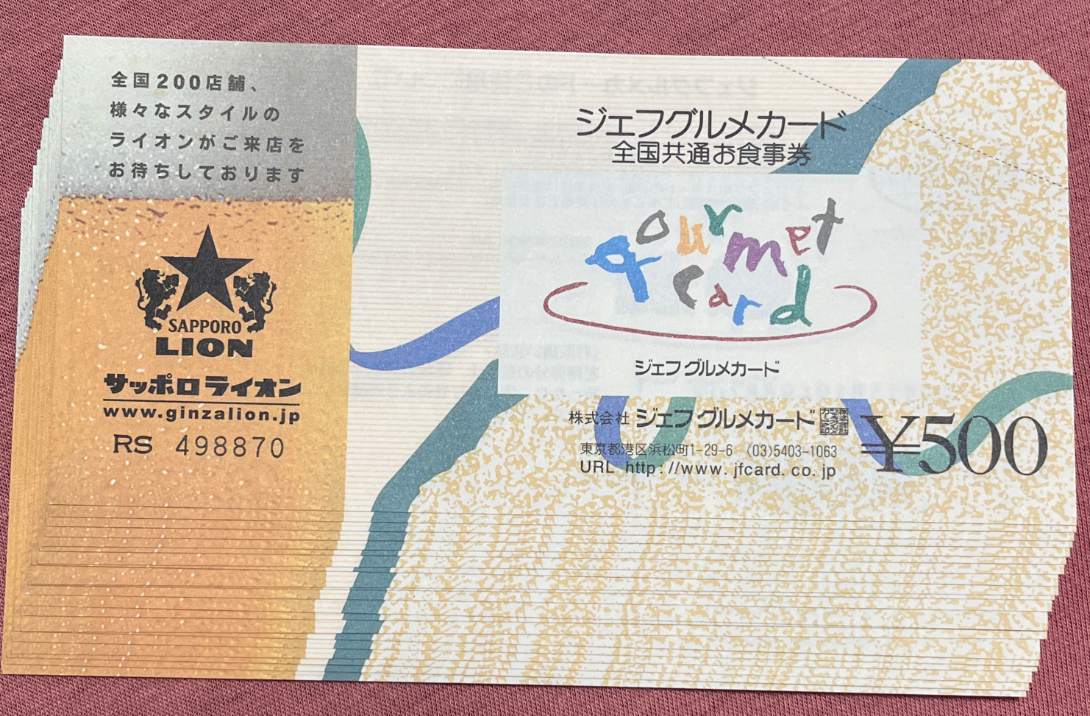 全国200店舗、
様々なスタイルの
ライオンがご来店を
お待ちしております
SAPPORO
LION
サッポロライオン
www.ginzalion.jp
RS 498870
ジェフグルメカード
全国共通お食事券
gourmet
card
ジェフグルメカード
株式会社 ジェフグルメカード
東京都港区浜松町1-29-6 (03)5403-1063
URL http://www.jfcard.co.jp
¥500